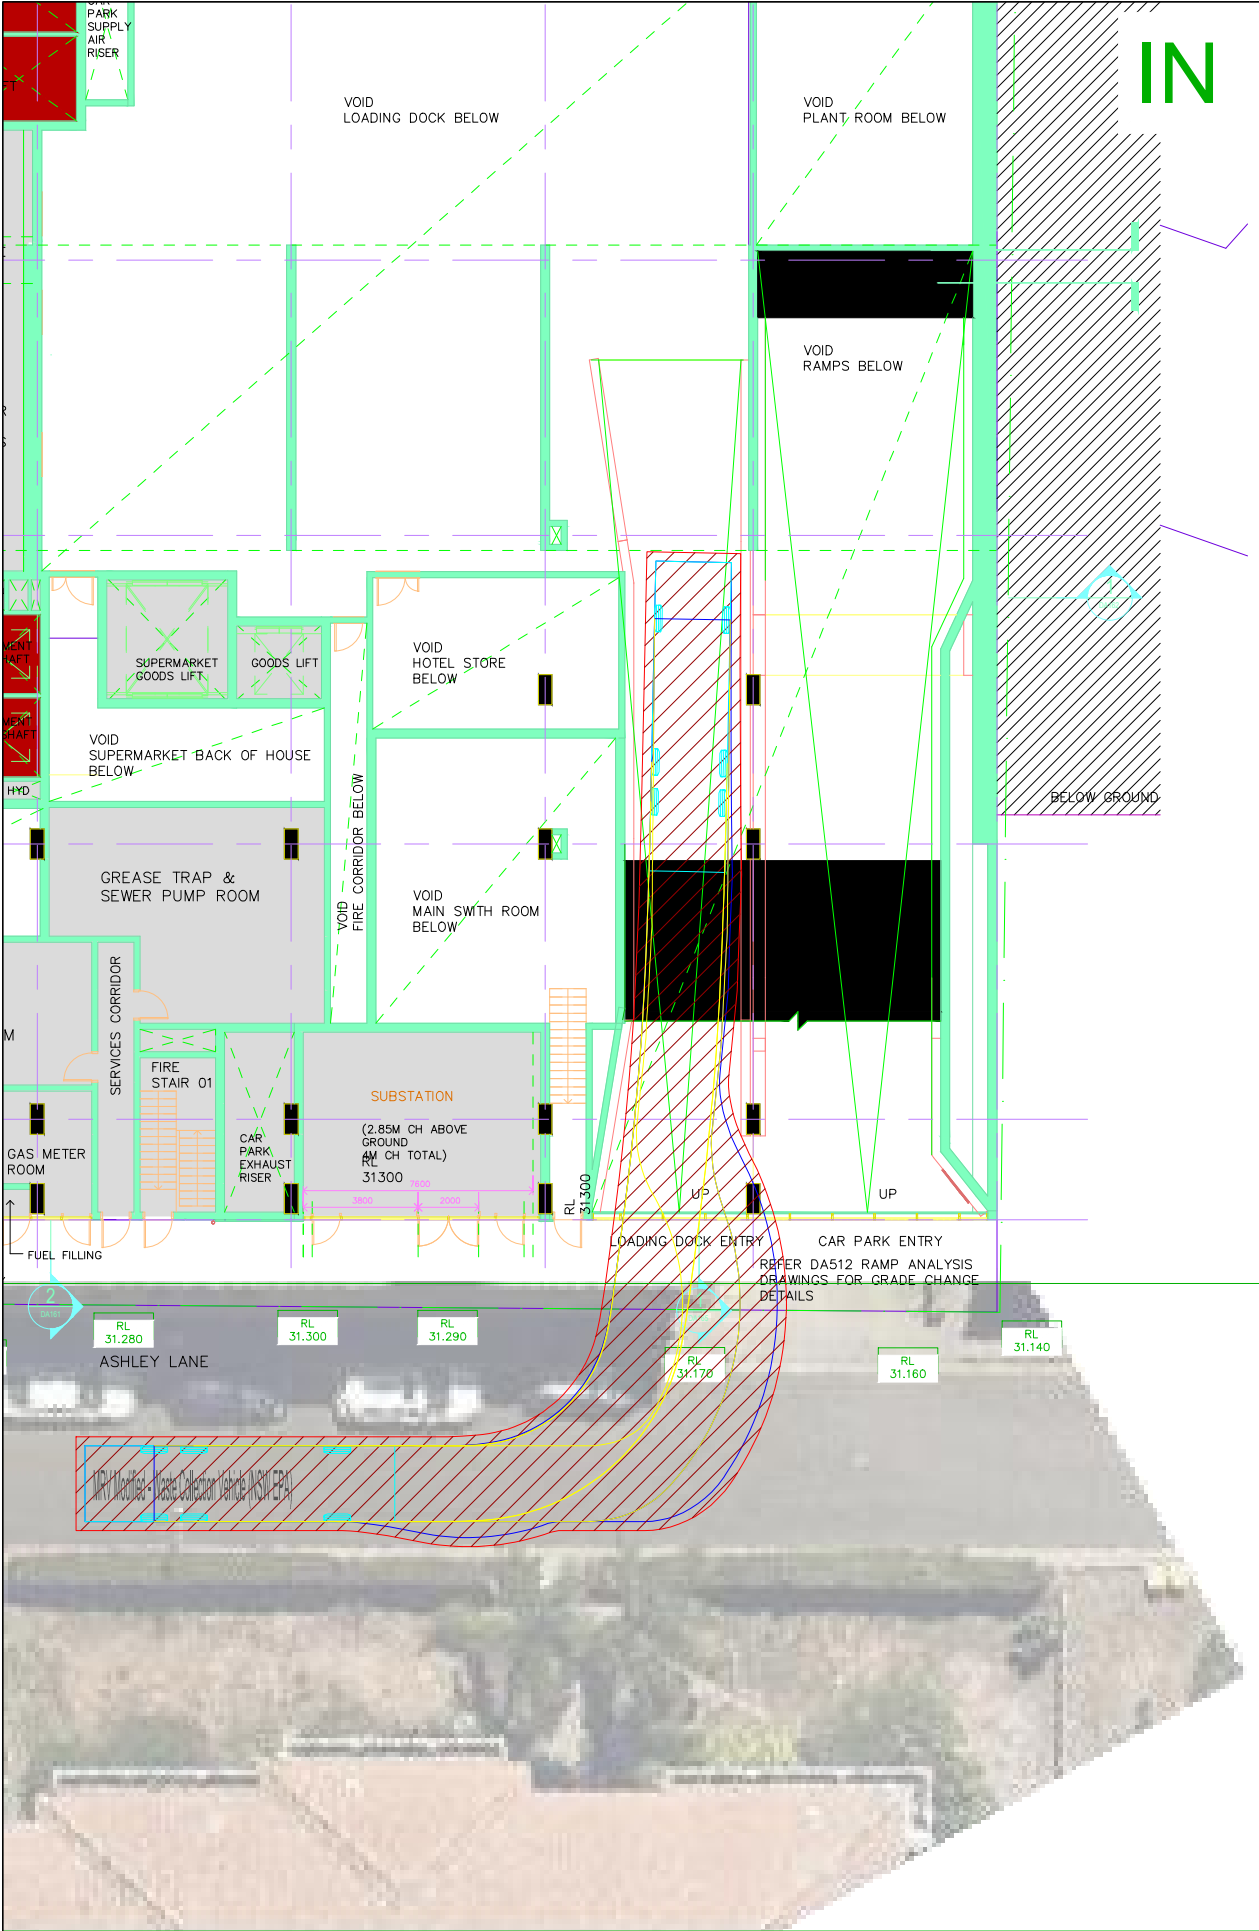 CAR
PARK
SUPPLY
AIR
RISER
IN
VOID
LOADING DOCK BELOW
VOID
PLANT ROOM BELOW
VOID
RAMPS BELOW
SUPERMARKET
GOODS LIFT
GOODS LIFT
VOID
HOTEL STORE
BELOW
VOID
SUPERMARKET BACK OF HOUSE
BELOW
HYD
BELOW GROUND
VOID
FIRE CORRIDOR BELOW
GREASE TRAP &
SEWER PUMP ROOM
VOID
MAIN SWITH ROOM
BELOW
SERVICES CORRIDOR
M
FIRE
STAIR 01
SUBSTATION
(2.85M CH ABOVE
GROUND
4M CH TOTAL)
RL
31300
CAR
PARK
EXHAUST
RISER
GAS METER
ROOM
7600
3800
2000
RL
31300
UP
UP
FUEL FILLING
LOADING DOCK ENTRY
CAR PARK ENTRY
REFER DA512 RAMP ANALYSIS
DRAWINGS FOR GRADE CHANGE
DETAILS
2
DA161
RL
31.280
RL
31.300
RL
31.290
RL
31.170
RL
31.160
RL
31.140
ASHLEY LANE
MRV Modified - Waste Collection Vehicle (NSW EPA)